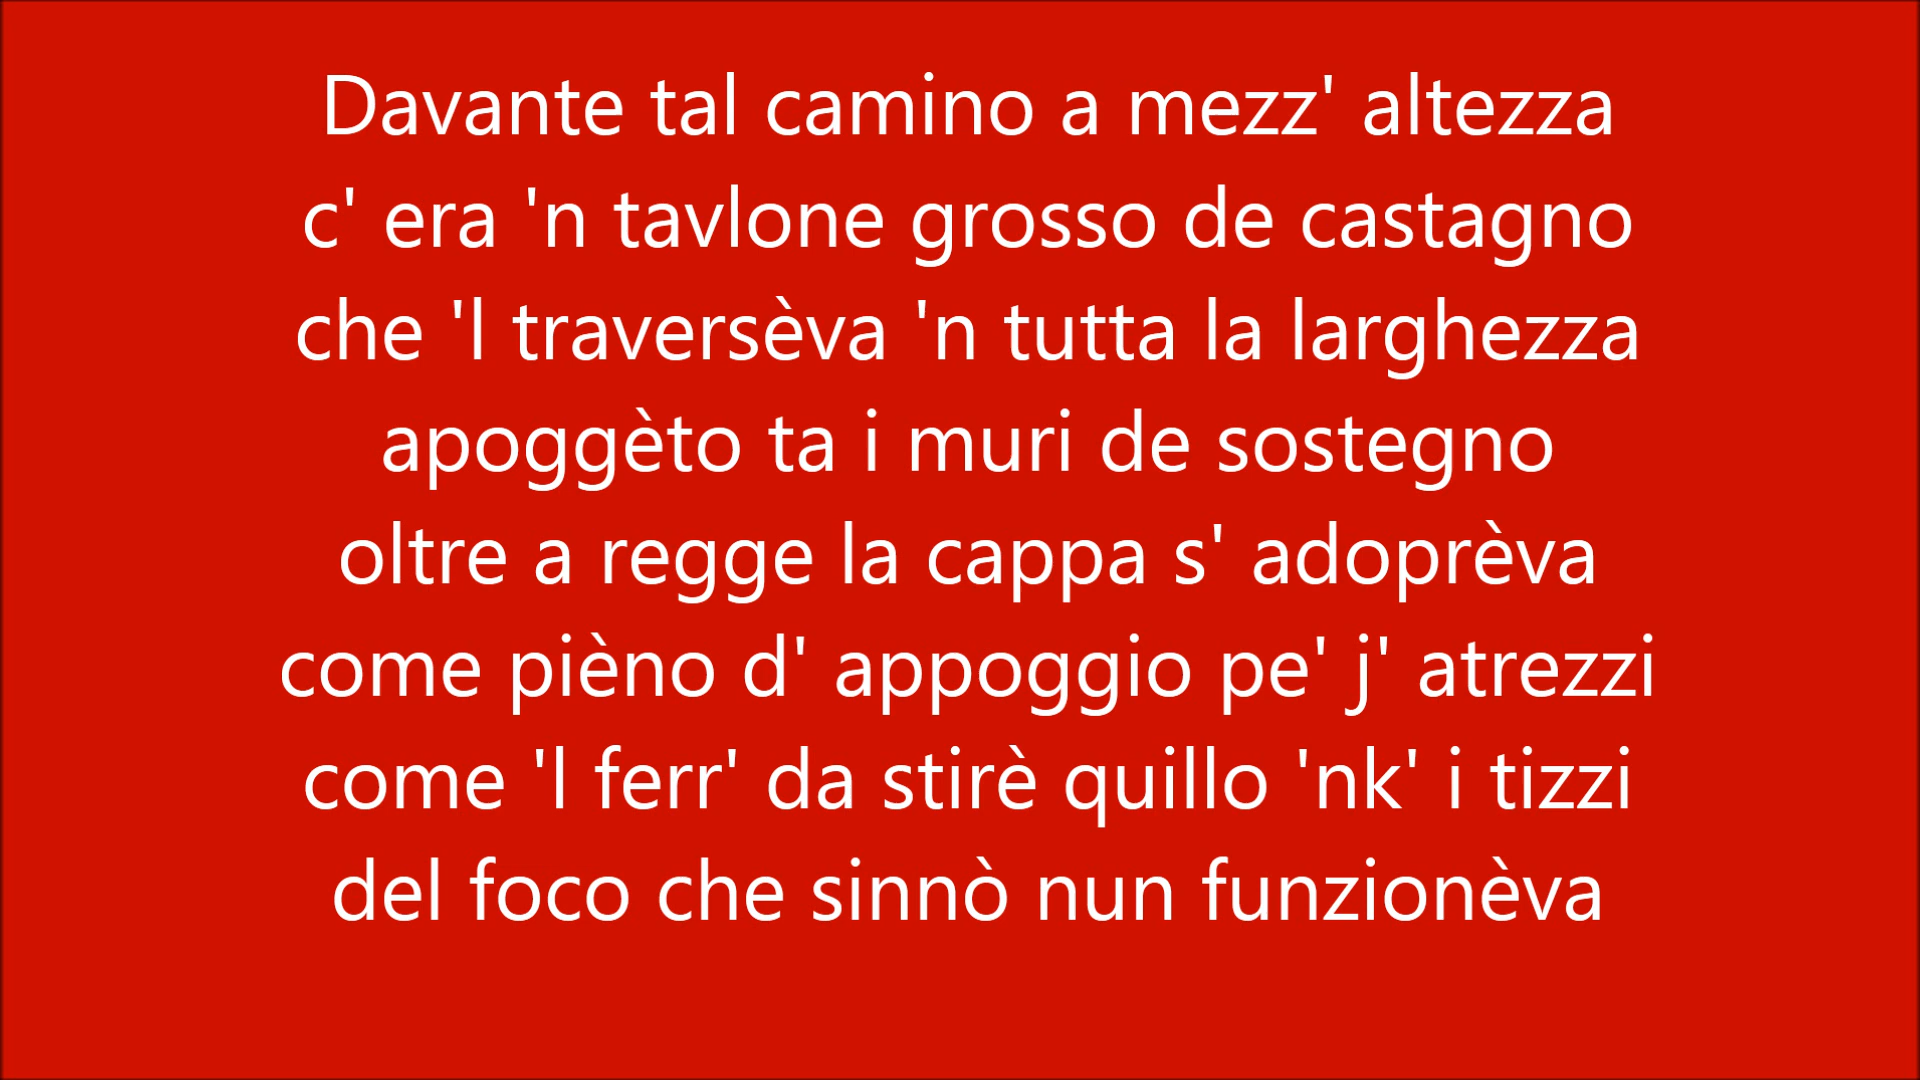 Davante tal camino a mezz' altezza
c' era 'n tavlone grosso de castagno
che 'l traversèva 'n tutta la larghezza
apoggèto ta i muri de sostegno
oltre a regge la cappa s' adoprèva
come pièno d' appoggio pe' j' atrezzi
come 'l ferr' da stirè quillo 'nk' i tizzi
del foco che sinnò nun funzionèva